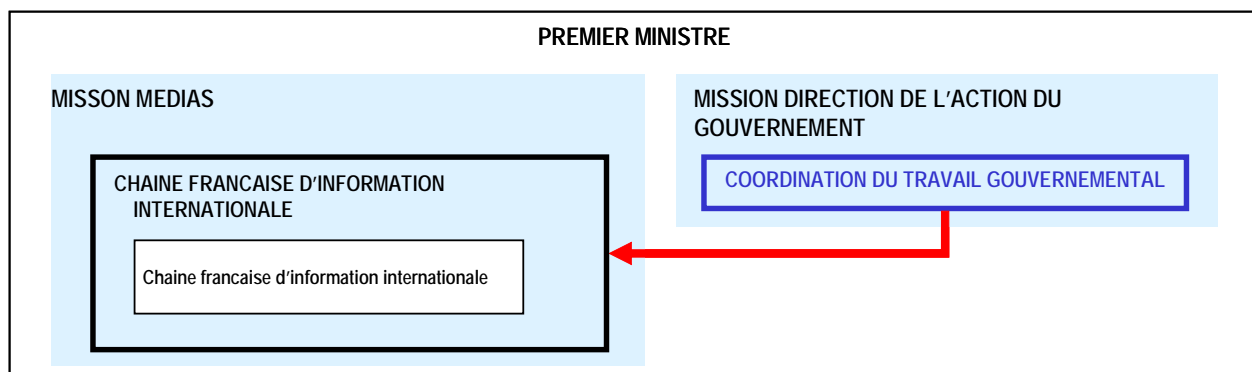 PREMIER MINISTRE
MISSON MEDIAS
CHAINE FRANCAISE D'INFORMATION
INTERNATIONALE
Chaine francaise d'information internationale
MISSION DIRECTION DE L'ACTION DU
GOUVERNEMENT
COORDINATION DU TRAVAIL GOUVERNEMENTAL